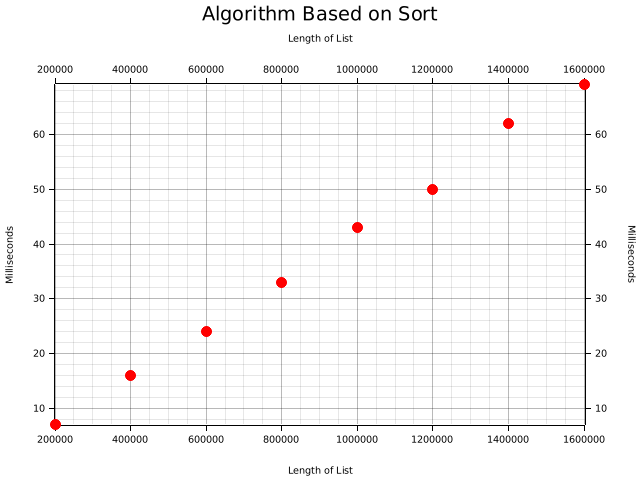 Algorithm Based on Sort
Length of List
200000 400000 600000 800000 1000000 1200000 1400000 1600000
60 60
50 50
40 40
Milliseconds Milliseconds
30 30
20 20
10 10
200000 400000 600000 800000 1000000 1200000 1400000 1600000
Length of List